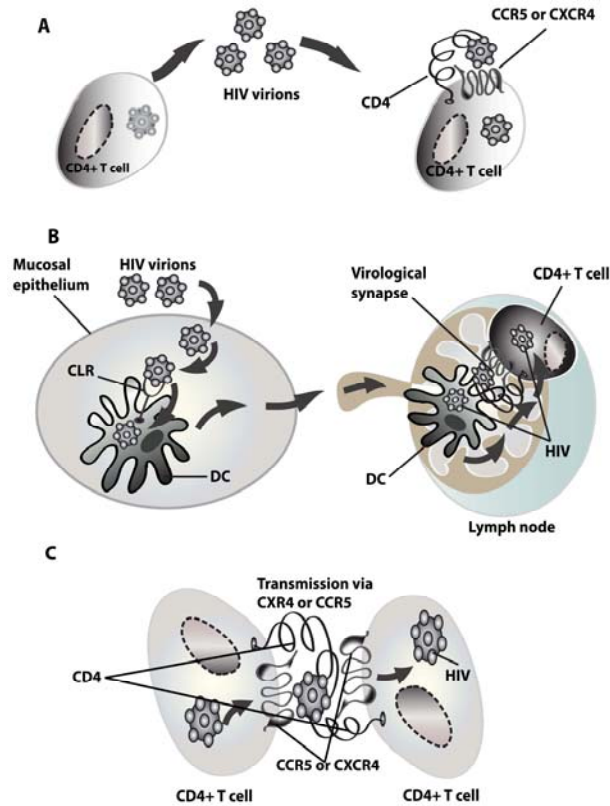 A
CCR5 or CXCR4
HIV virions
CD4
CD4+ T cell
CD4+ T cell
B
Mucosal
epithelium
HIV virions
CLR
DC
Virological
synapse
CD4+ T cell
HIV
DC
Lymph node
C
Transmission via
CXR4 or CCR5
CD4
HIV
CCR5 or CXCR4
CD4+ T cell
CD4+ T cell